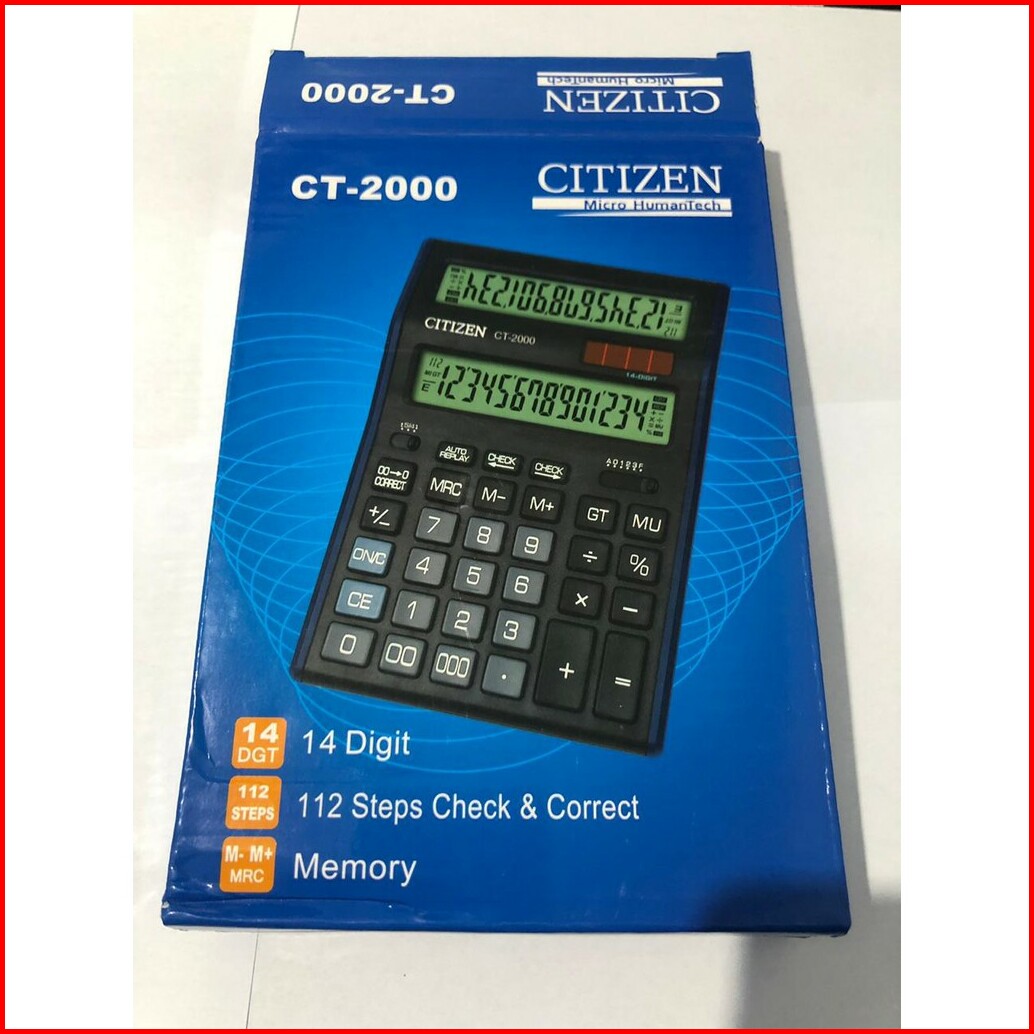 CT-2000
CITIZEN
Micro HumanTech
CT-2000
CITIZEN
Micro HumanTech
CITIZEN CT-2000
14-DIGIT
112
E 12345678901234
AUTO REPLAY
CHECK
CHECK
00→0
CORRECT
MRC
M-
M+
GT
MU
+/-
7
8
9
÷
%
ON/C
4
5
6
×
−
CE
1
2
3
0
00
000
.
+
=
14
DGT
14 Digit
112
STEPS
112 Steps Check & Correct
M- M+
MRC
Memory